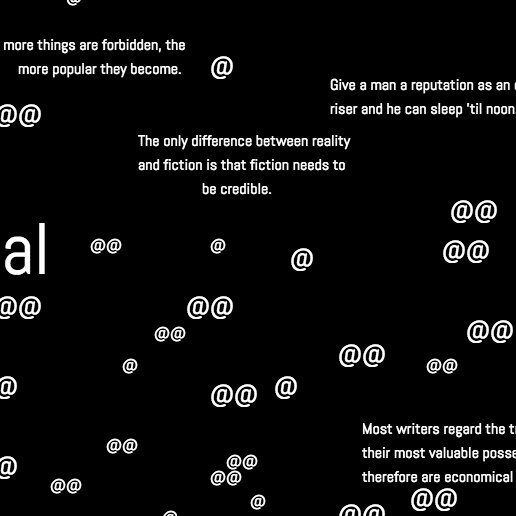 @
more things are forbidden, the
more popular they become.
@
Give a man a reputation as an
riser and he can sleep 'til noon.
@@
The only difference between reality
and fiction is that fiction needs to
be credible.
@@
al
@@
@
@
@@
@@
@@
@@
@@
@@
@
@@
@
@@
@
Most writers regard the
their most valuable
therefore are economical
@@
@@
@
@@
@@
@@
@
@@
@